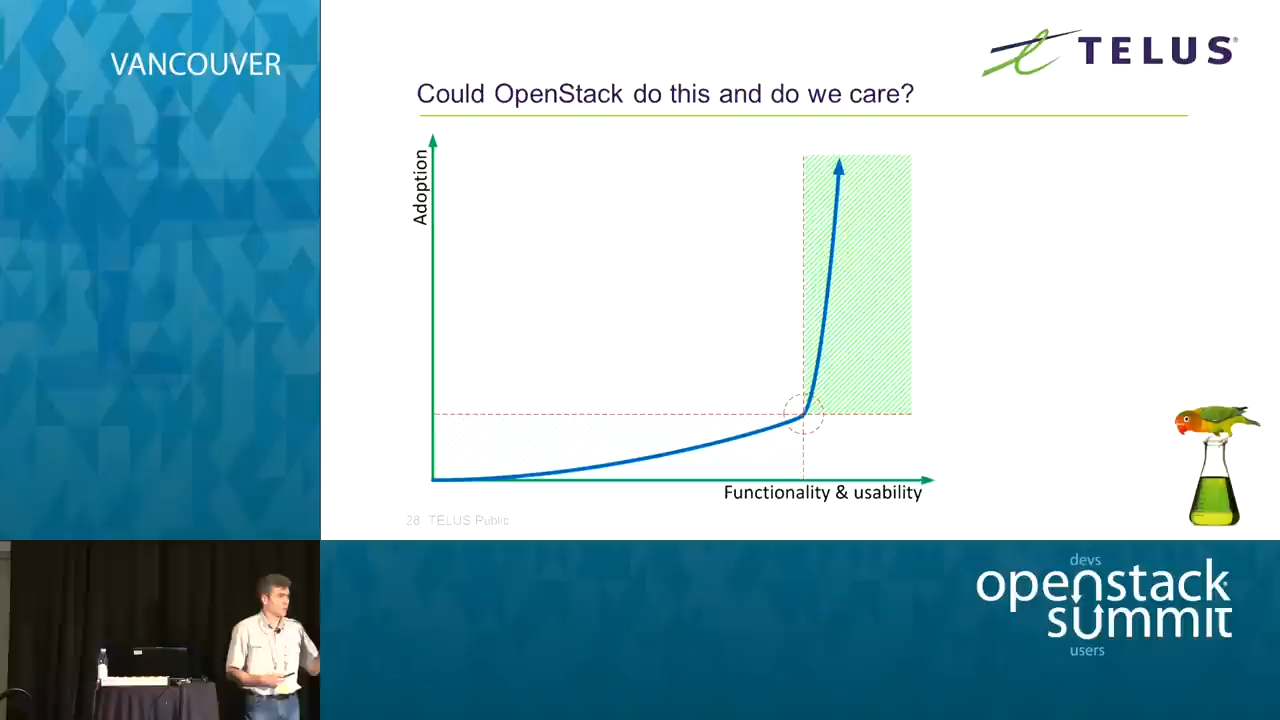 VANCOUVER
TELUS®
Could OpenStack do this and do we care?
Adoption
Functionality & usability
28 TELUS Public
devs
openstack
summit
users